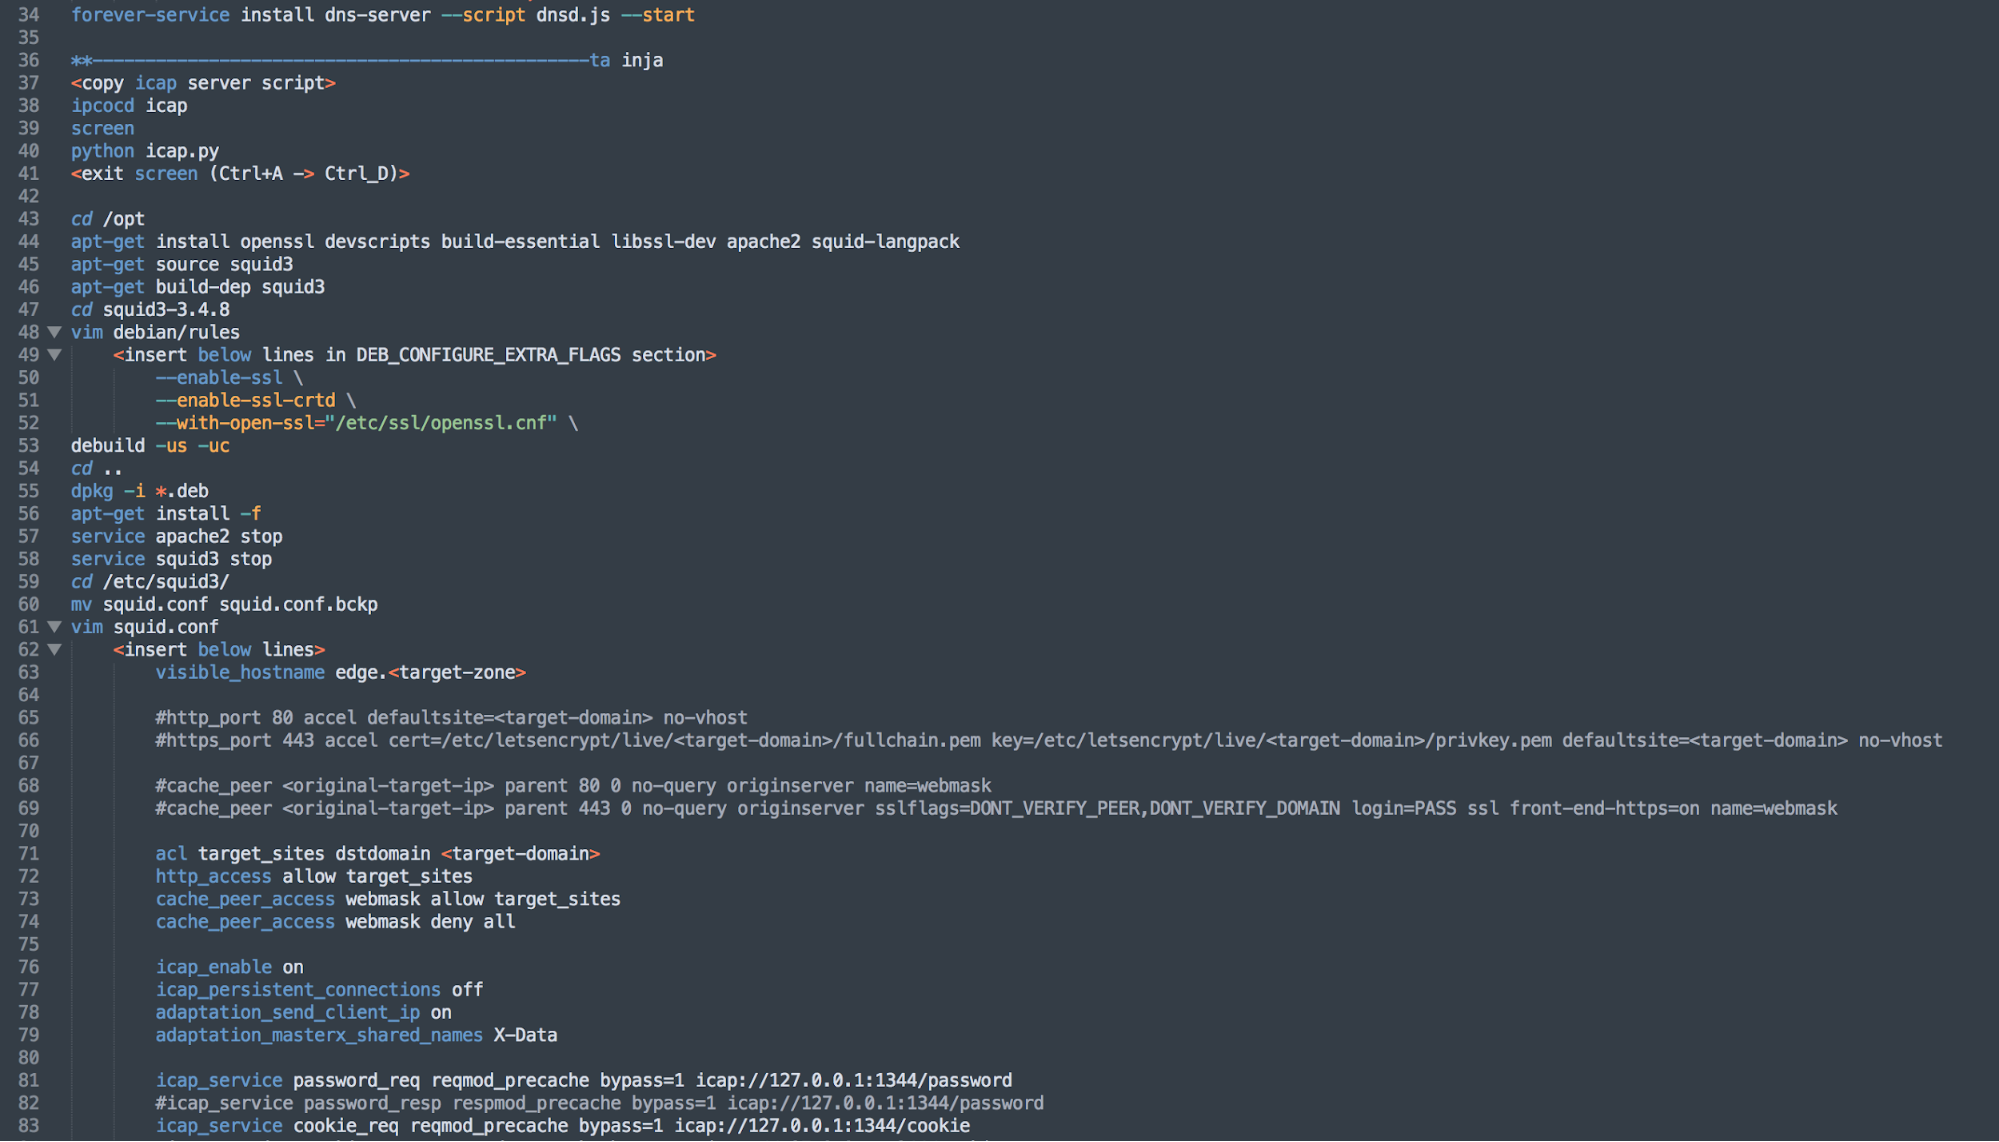 34 forever-service install dns-server --script dnsd.js --start
35
36 **-----------------------------------------------ta inja
37 <copy icap server script>
38 ipcocd icap
39 screen
40 python icap.py
41 <exit screen (Ctrl+A -> Ctrl_D)>
42
43 cd /opt
44 apt-get install openssl devscripts build-essential libssl-dev apache2 squid-langpack
45 apt-get source squid3
46 apt-get build-dep squid3
47 cd squid3-3.4.8
48 vim debian/rules
49 <insert below lines in DEB_CONFIGURE_EXTRA_FLAGS section>
50 --enable-ssl \
51 --enable-ssl-crtd \
52 --with-open-ssl="/etc/ssl/openssl.cnf" \
53 debuild -us -uc
54 cd ..
55 dpkg -i *.deb
56 apt-get install -f
57 service apache2 stop
58 service squid3 stop
59 cd /etc/squid3/
60 mv squid.conf squid.conf.bckp
61 vim squid.conf
62 <insert below lines>
63 visible_hostname edge.<target-zone>
64
65 #http_port 80 accel defaultsite=<target-domain> no-vhost
66 #https_port 443 accel cert=/etc/letsencrypt/live/<target-domain>/fullchain.pem key=/etc/letsencrypt/live/<target-domain>/privkey.pem defaultsite=<target-domain> no-vhost
67
68 #cache_peer <original-target-ip> parent 80 0 no-query originserver name=webmask
69 #cache_peer <original-target-ip> parent 443 0 no-query originserver sslflags=DONT_VERIFY_PEER,DONT_VERIFY_DOMAIN login=PASS ssl front-end-https=on name=webmask
70
71 acl target_sites dstdomain <target-domain>
72 http_access allow target_sites
73 cache_peer_access webmask allow target_sites
74 cache_peer_access webmask deny all
75
76 icap_enable on
77 icap_persistent_connections off
78 adaptation_send_client_ip on
79 adaptation_masterx_shared_names X-Data
80
81 icap_service password_req reqmod_precache bypass=1 icap://127.0.0.1:1344/password
82 #icap_service password_resp respmod_precache bypass=1 icap://127.0.0.1:1344/password
83 icap_service cookie_req reqmod_precache bypass=1 icap://127.0.0.1:1344/cookie